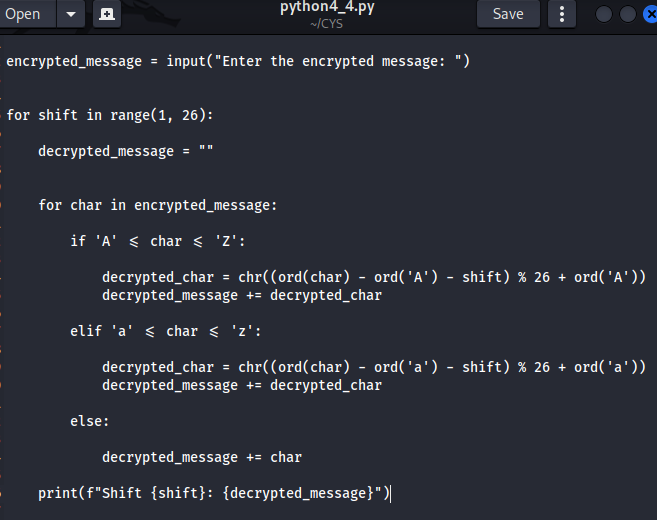 Open
python4_4.py
~/CYS
Save
encrypted_message = input("Enter the encrypted message: ")
for shift in range(1, 26):
decrypted_message = ""
for char in encrypted_message:
if 'A' <= char <= 'Z':
decrypted_char = chr((ord(char) - ord('A') - shift) % 26 + ord('A'))
decrypted_message += decrypted_char
elif 'a' <= char <= 'z':
decrypted_char = chr((ord(char) - ord('a') - shift) % 26 + ord('a'))
decrypted_message += decrypted_char
else:
decrypted_message += char
print(f"Shift {shift}: {decrypted_message}")